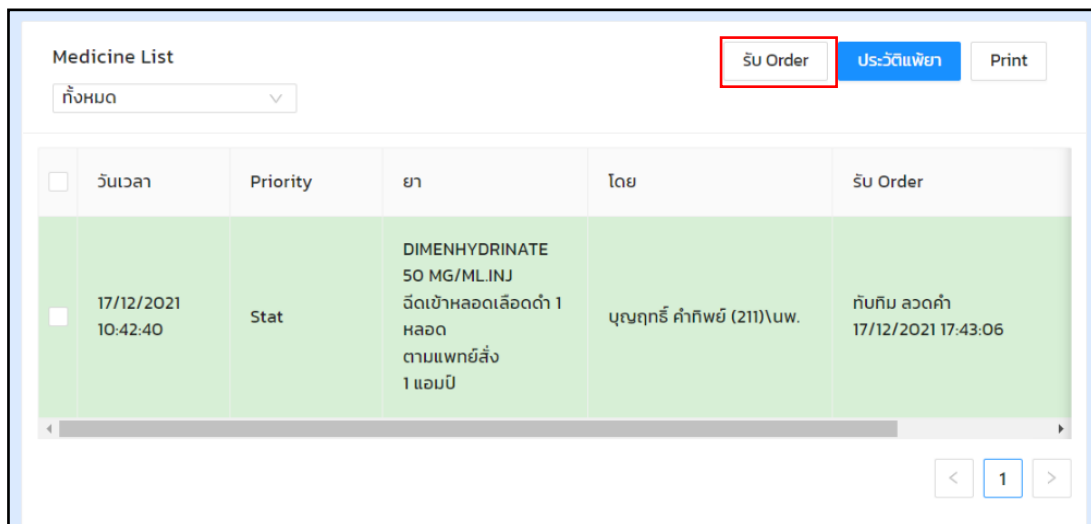 Medicine List
รับ Order
ประวัติแพ้ยา
Print
ทั้งหมด
วันเวลา
Priority
ยา
โดย
รับ Order
17/12/2021
10:42:40
Stat
DIMENHYDRINATE
50 MG/ML.INJ
ฉีดเข้าหลอดเลือดดำ 1
หลอด
ตามแพทย์สั่ง
1 แอมป์
บุญฤทธิ์ คำทิพย์ (211)\นพ.
ทับทิม ลวดคำ
17/12/2021 17:43:06
1